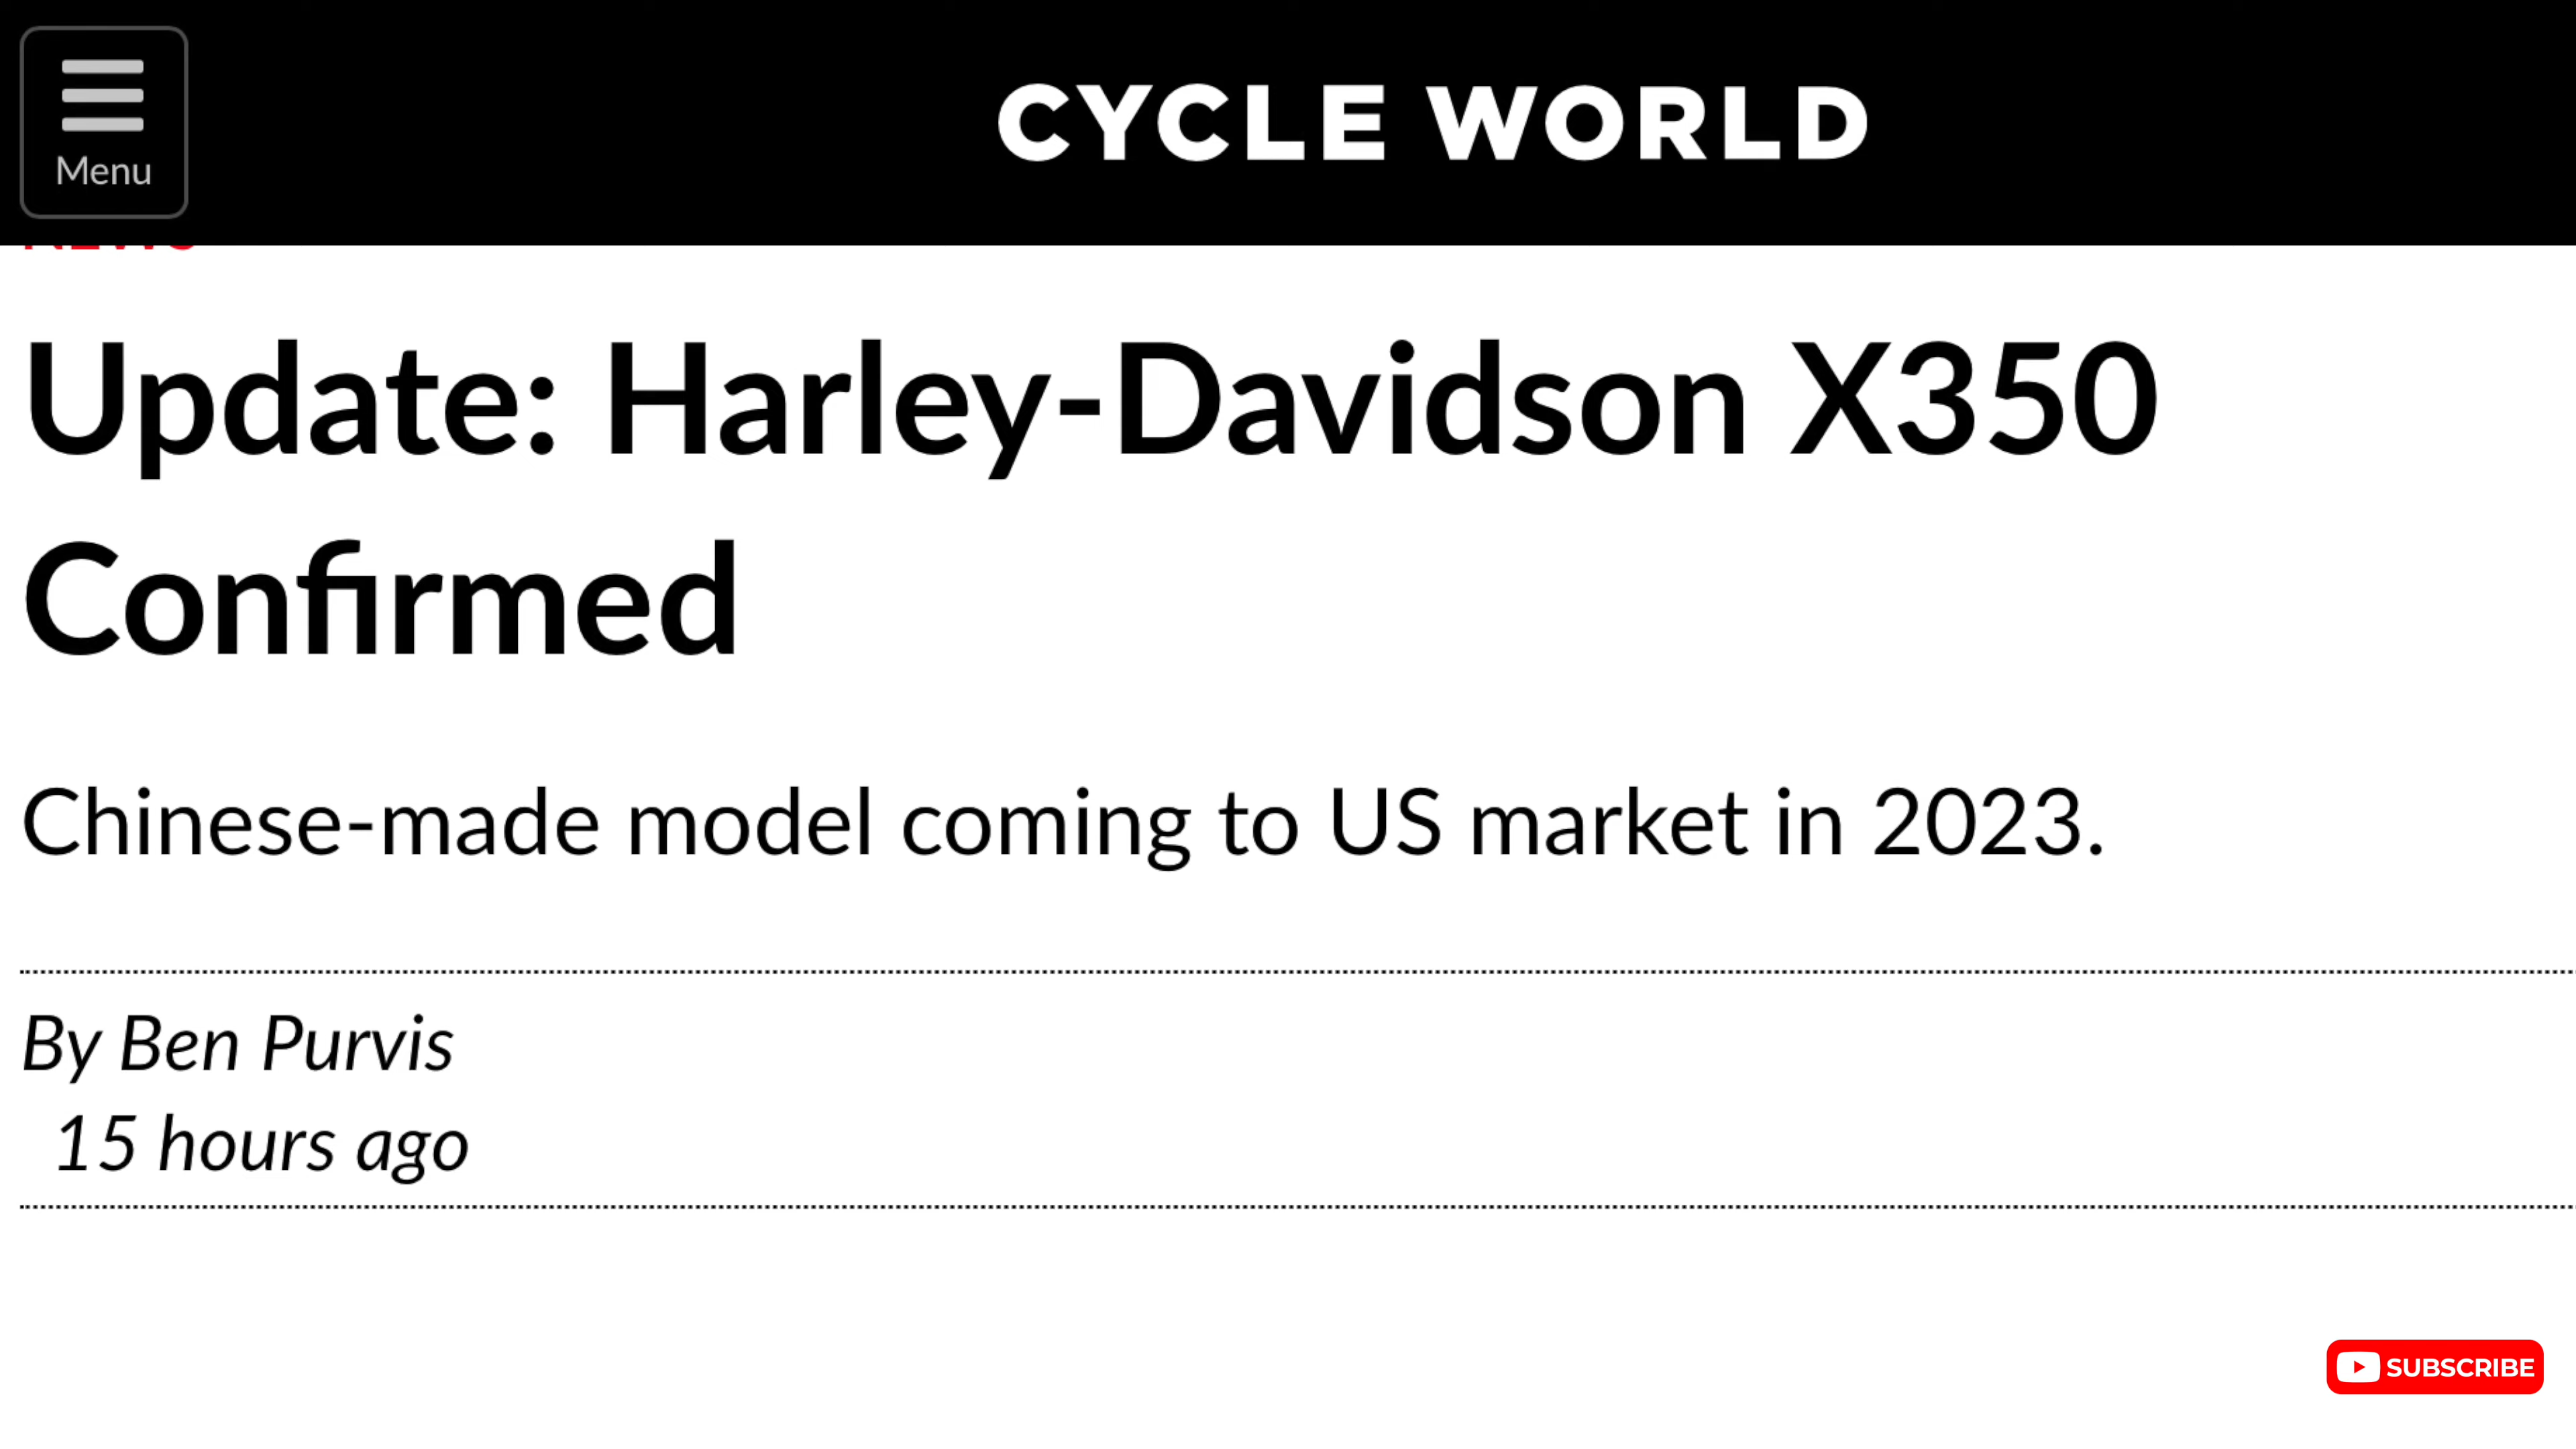 Menu
CYCLE WORLD
NEWS
Update: Harley-Davidson X350
Confirmed
Chinese-made model coming to US market in 2023.
By Ben Purvis
15 hours ago
SUBSCRIBE